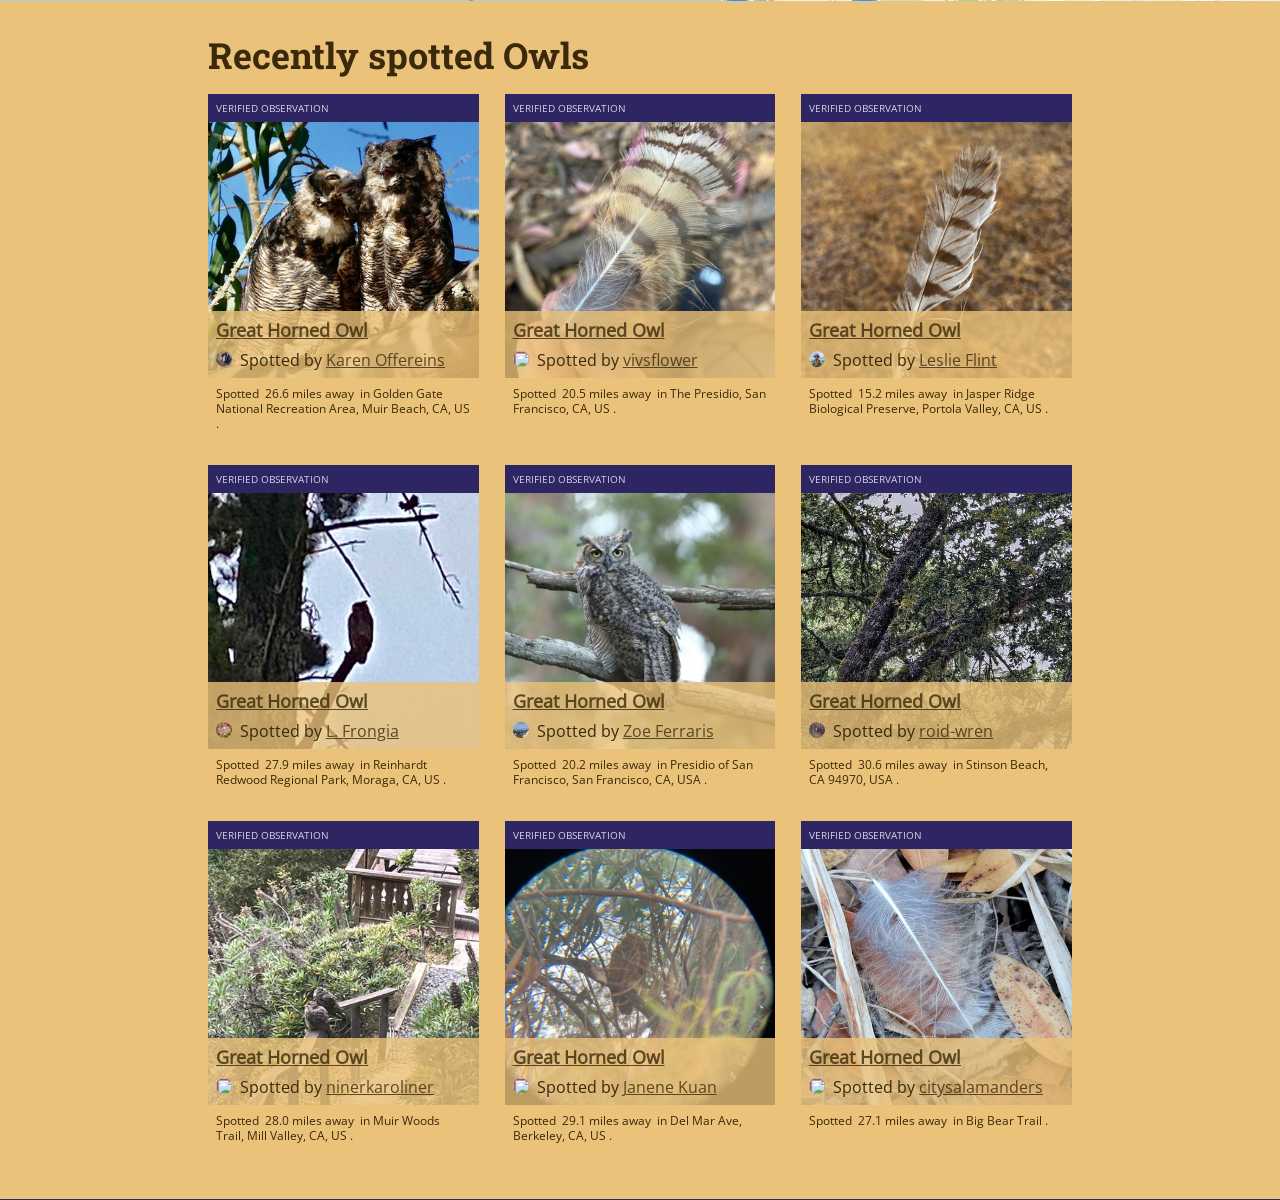 Recently spotted Owls
VERIFIED OBSERVATION
Great Horned Owl
Spotted by Karen Offereins
Spotted 26.6 miles away in Golden Gate
National Recreation Area, Muir Beach, CA, US
.
VERIFIED OBSERVATION
Great Horned Owl
Spotted by vivsflower
Spotted 20.5 miles away in The Presidio, San
Francisco, CA, US .
VERIFIED OBSERVATION
Great Horned Owl
Spotted by Leslie Flint
Spotted 15.2 miles away in Jasper Ridge
Biological Preserve, Portola Valley, CA, US .
VERIFIED OBSERVATION
Great Horned Owl
Spotted by L. Frongia
Spotted 27.9 miles away in Reinhardt
Redwood Regional Park, Moraga, CA, US .
VERIFIED OBSERVATION
Great Horned Owl
Spotted by Zoe Ferraris
Spotted 20.2 miles away in Presidio of San
Francisco, San Francisco, CA, USA .
VERIFIED OBSERVATION
Great Horned Owl
Spotted by roid-wren
Spotted 30.6 miles away in Stinson Beach,
CA 94970, USA .
VERIFIED OBSERVATION
Great Horned Owl
Spotted by ninerkaroliner
Spotted 28.0 miles away in Muir Woods
Trail, Mill Valley, CA, US .
VERIFIED OBSERVATION
Great Horned Owl
Spotted by Janene Kuan
Spotted 29.1 miles away in Del Mar Ave,
Berkeley, CA, US .
VERIFIED OBSERVATION
Great Horned Owl
Spotted by citysalamanders
Spotted 27.1 miles away in Big Bear Trail .